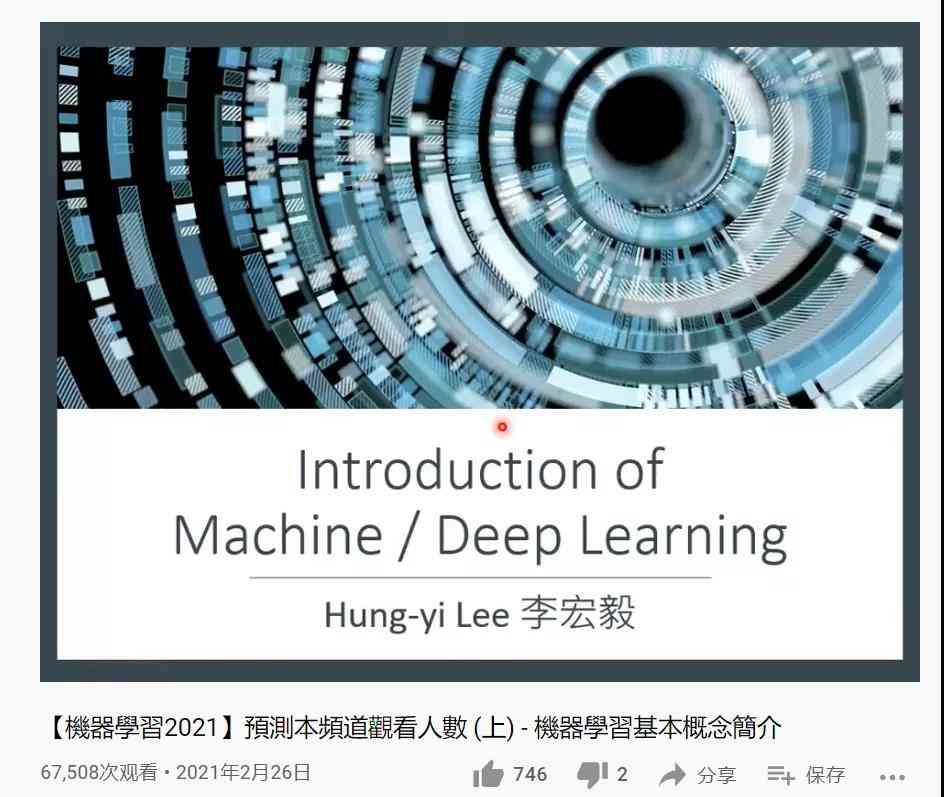 Introduction of
Machine / Deep Learning
Hung-yi Lee 李宏毅
【機器學習2021】預測本頻道觀看人數 (上) - 機器學習基本概念簡介
67,508次观看 • 2021年2月26日
746
2
分享
保存